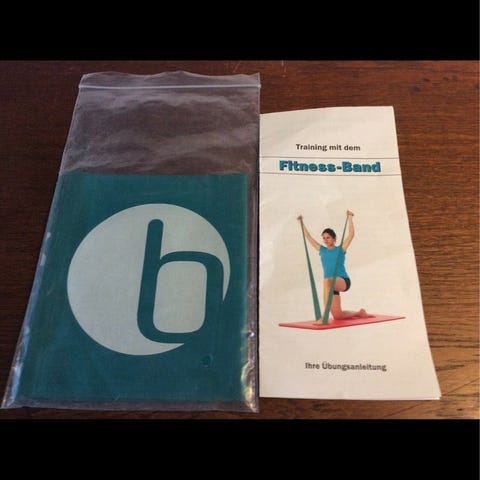 b
Training mit dem
Fitness-Band
Ihre Übungsanleitung